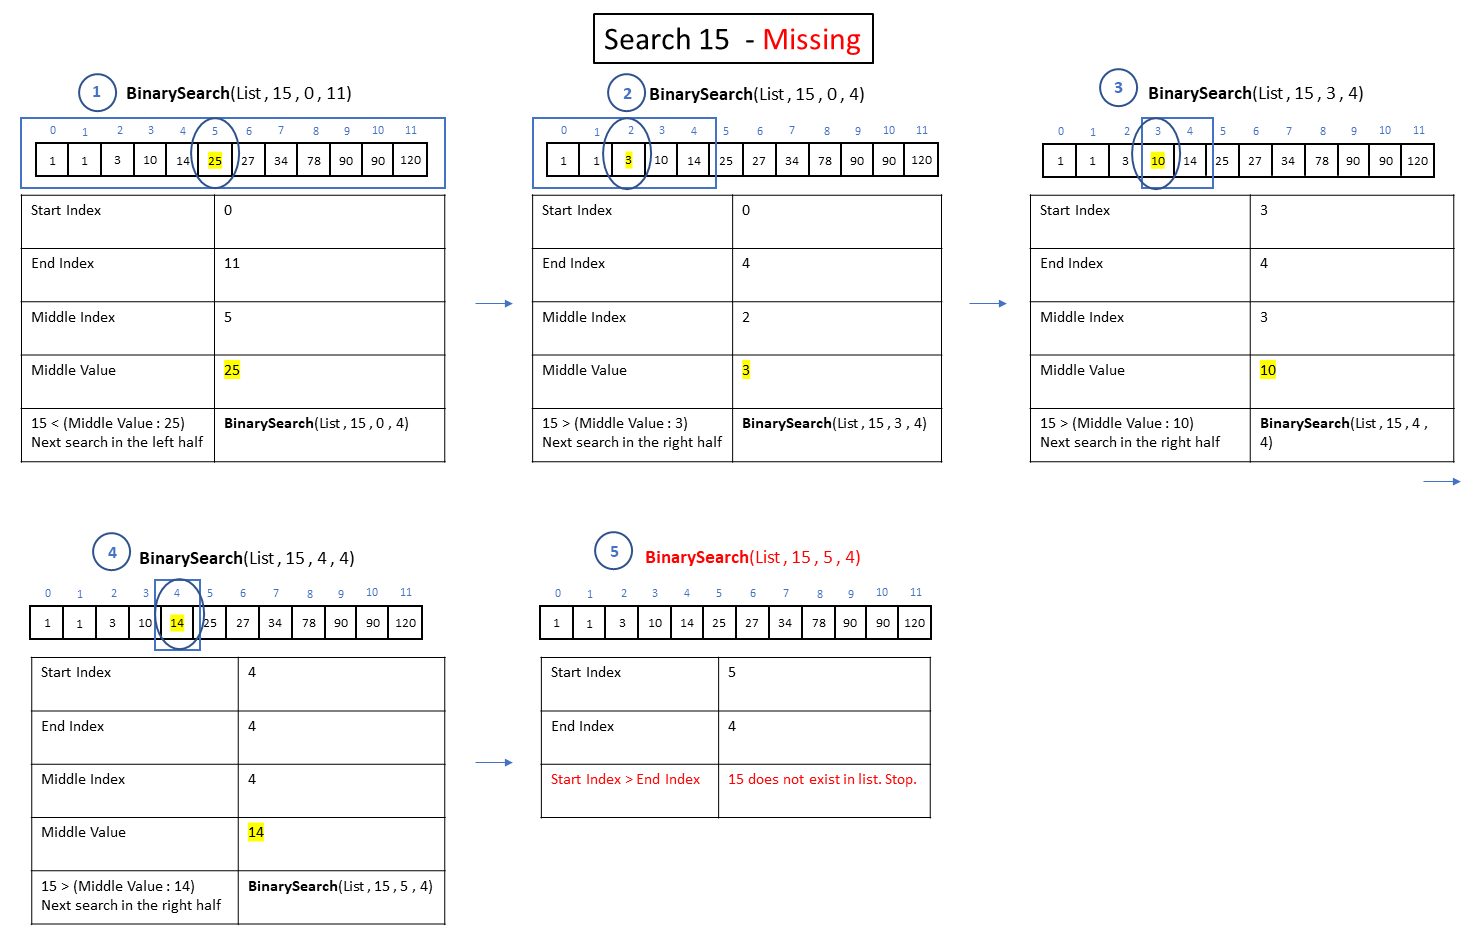 Search 15 - Missing
1 BinarySearch(List, 15, 0, 11)
0 1 2 3 4 5 6 7 8 9 10 11
1 1 3 10 14 25 27 34 78 90 90 120
Start Index 0
End Index 11
Middle Index 5
Middle Value 25
15 < (Middle Value : 25) BinarySearch(List, 15, 0, 4)
Next search in the left half
2 BinarySearch(List, 15, 0, 4)
0 1 2 3 4 5 6 7 8 9 10 11
1 1 3 10 14 25 27 34 78 90 90 120
Start Index 0
End Index 4
Middle Index 2
Middle Value 3
15 > (Middle Value : 3) BinarySearch(List, 15, 3, 4)
Next search in the right half
3 BinarySearch(List, 15, 3, 4)
0 1 2 3 4 5 6 7 8 9 10 11
1 1 3 10 14 25 27 34 78 90 90 120
Start Index 3
End Index 4
Middle Index 3
Middle Value 10
15 > (Middle Value : 10) BinarySearch(List, 15, 4,
Next search in the right half 4)
4 BinarySearch(List, 15, 4, 4)
0 1 2 3 4 5 6 7 8 9 10 11
1 1 3 10 14 25 27 34 78 90 90 120
Start Index 4
End Index 4
Middle Index 4
Middle Value 14
15 > (Middle Value : 14) BinarySearch(List, 15, 5, 4)
Next search in the right half
5 BinarySearch(List, 15, 5, 4)
0 1 2 3 4 5 6 7 8 9 10 11
1 1 3 10 14 25 27 34 78 90 90 120
Start Index 5
End Index 4
Start Index > End Index 15 does not exist in list. Stop.